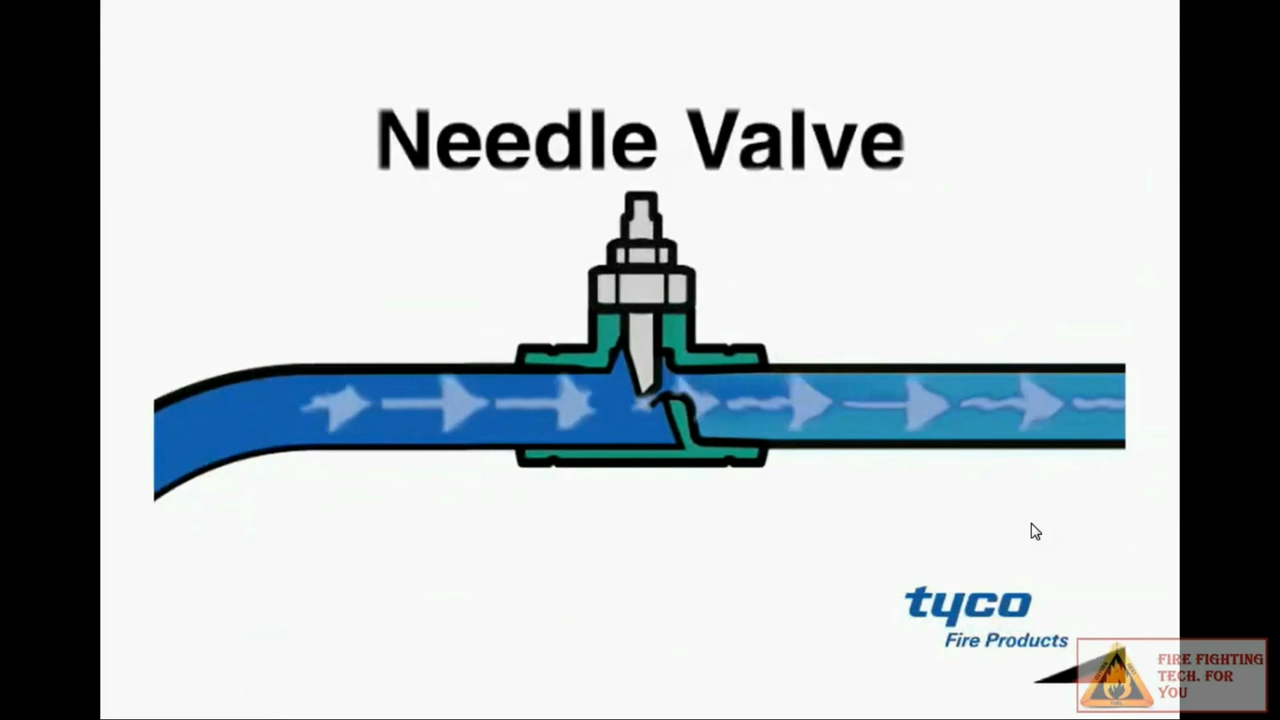 Needle Valve
tyco
Fire Products
FIRE FIGHTING
TECH. FOR
YOU